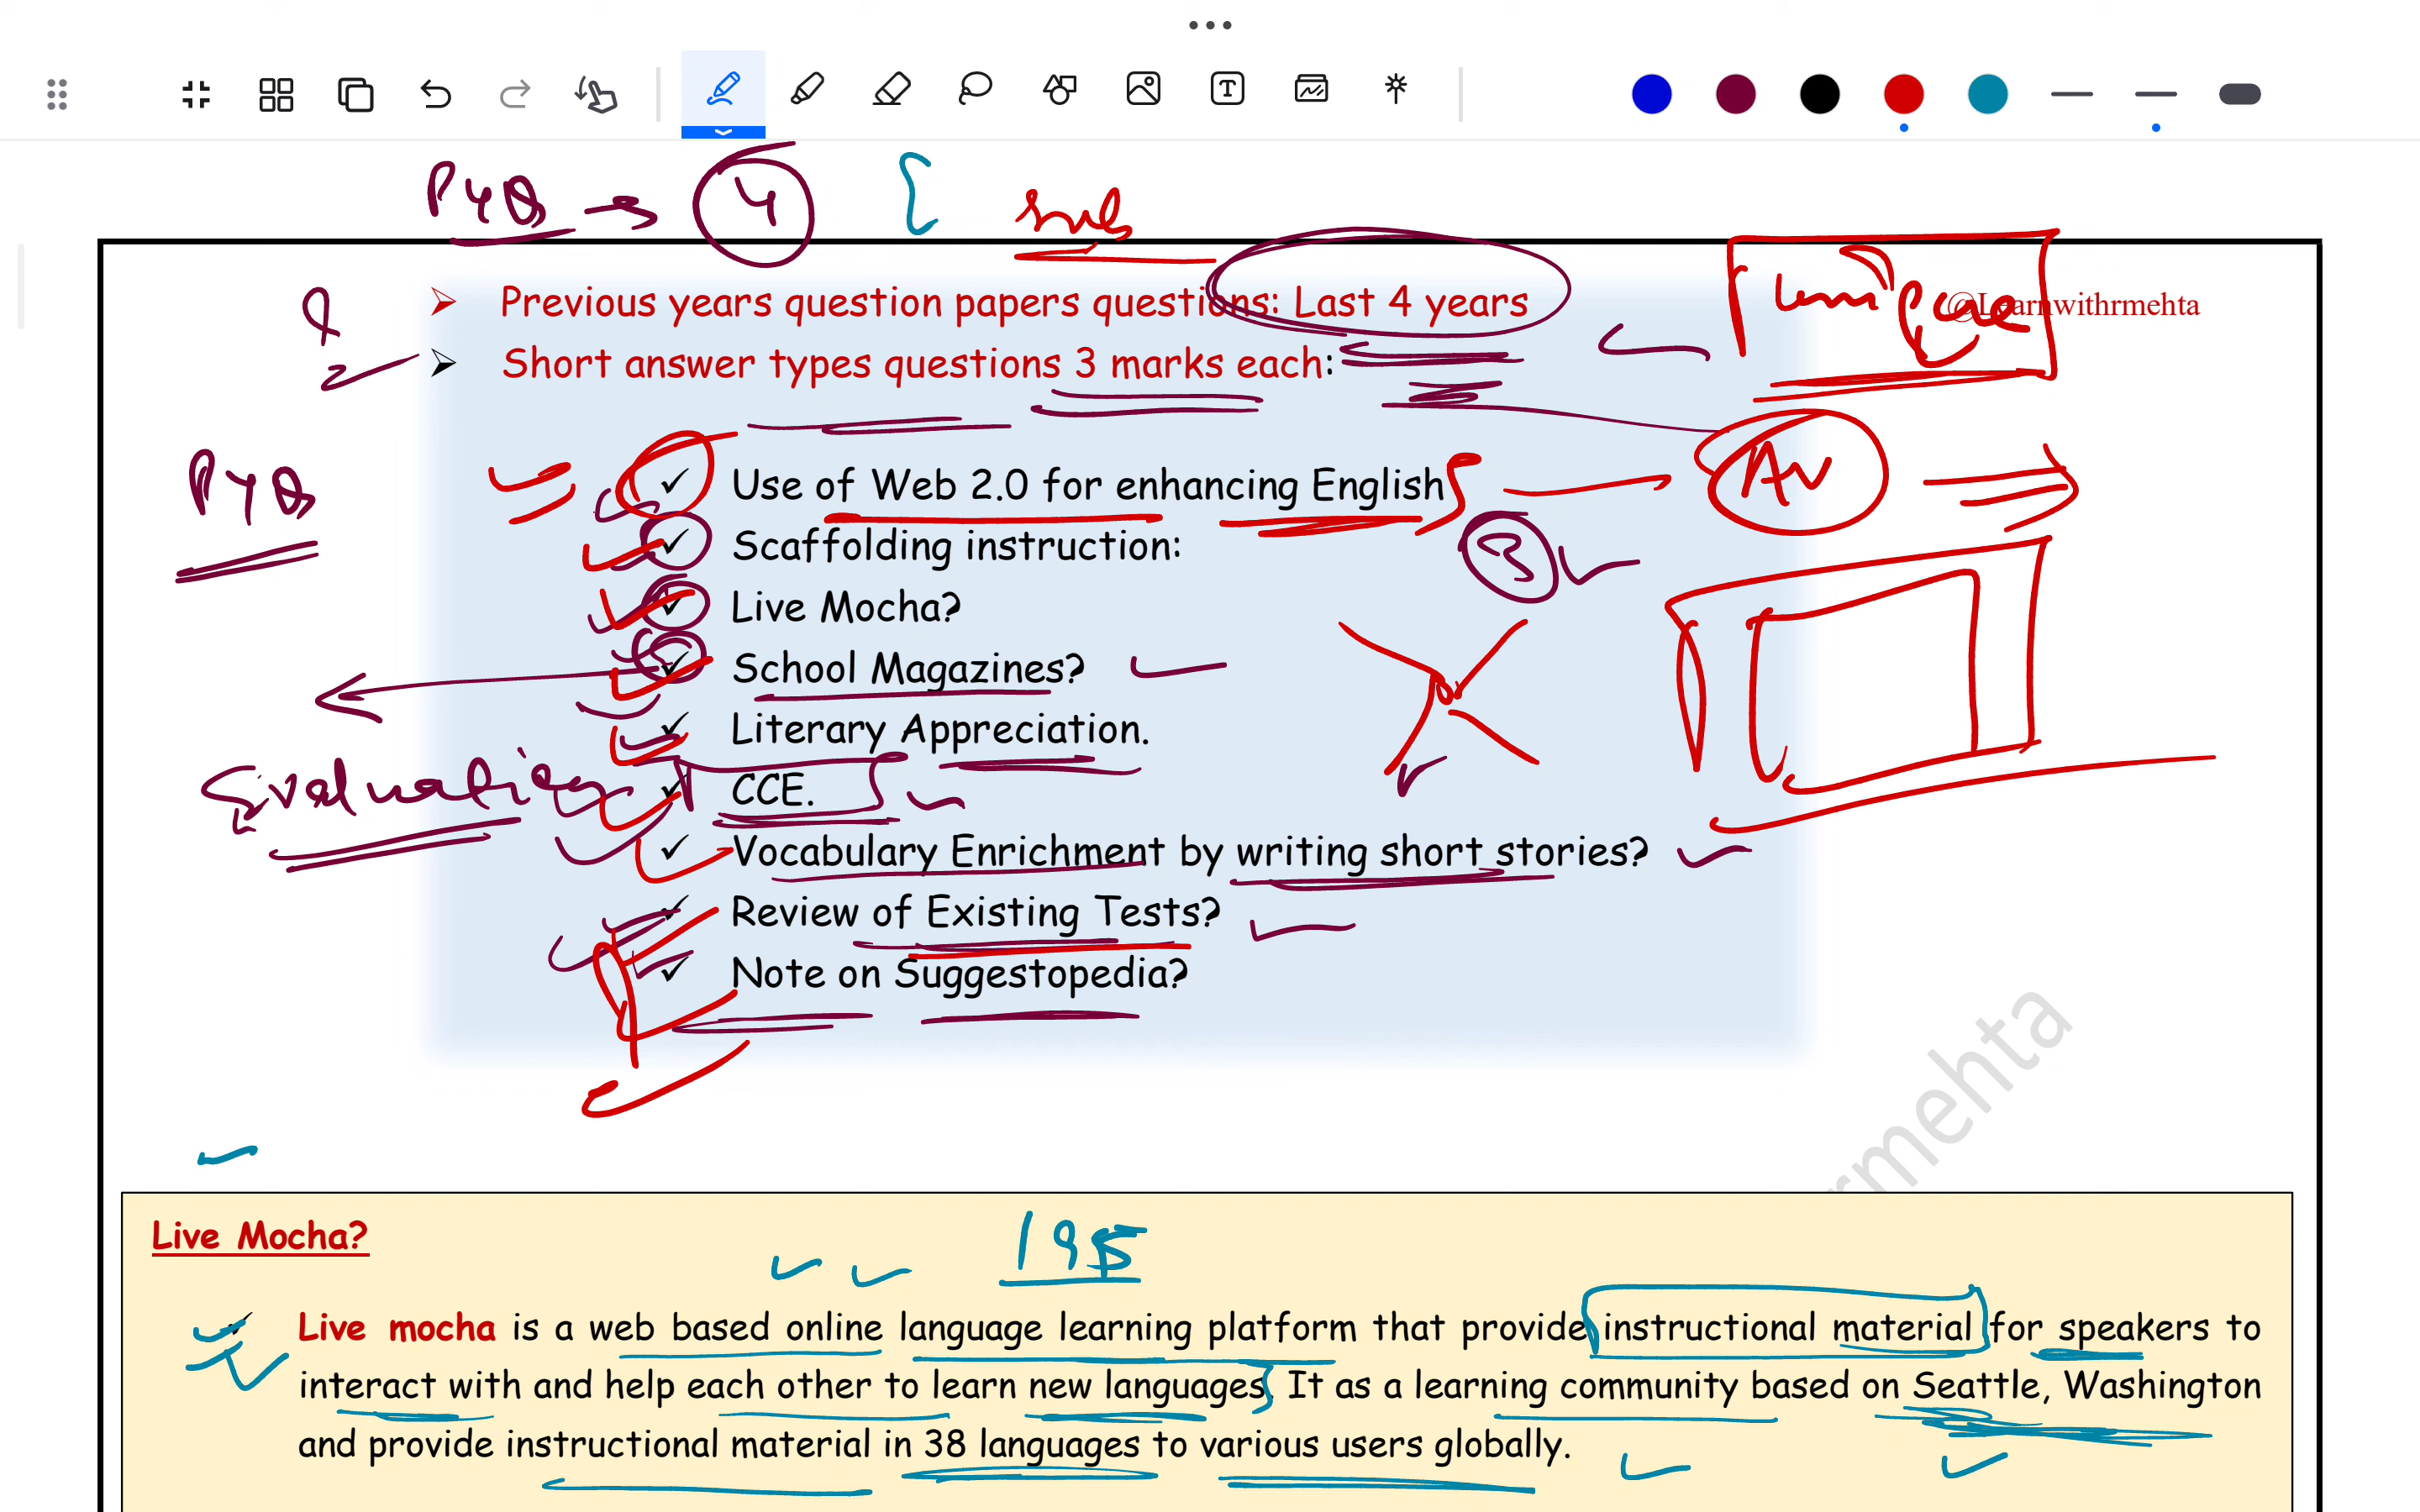 PYQ → 4
Previous years question papers questions: Last 4 years
@Learnwithrmehta
Short answer types questions 3 marks each:
PYQ
Use of Web 2.0 for enhancing English
AV
Scaffolding instruction:
3
Live Mocha?
School Magazines?
Literary Appreciation.
Evaluation
CCE.
Vocabulary Enrichment by writing short stories?
Review of Existing Tests?
Note on Suggestopedia?
rmehta
Live Mocha?
195
Live mocha is a web based online language learning platform that provide instructional material for speakers to
interact with and help each other to learn new languages. It as a learning community based on Seattle, Washington
and provide instructional material in 38 languages to various users globally.